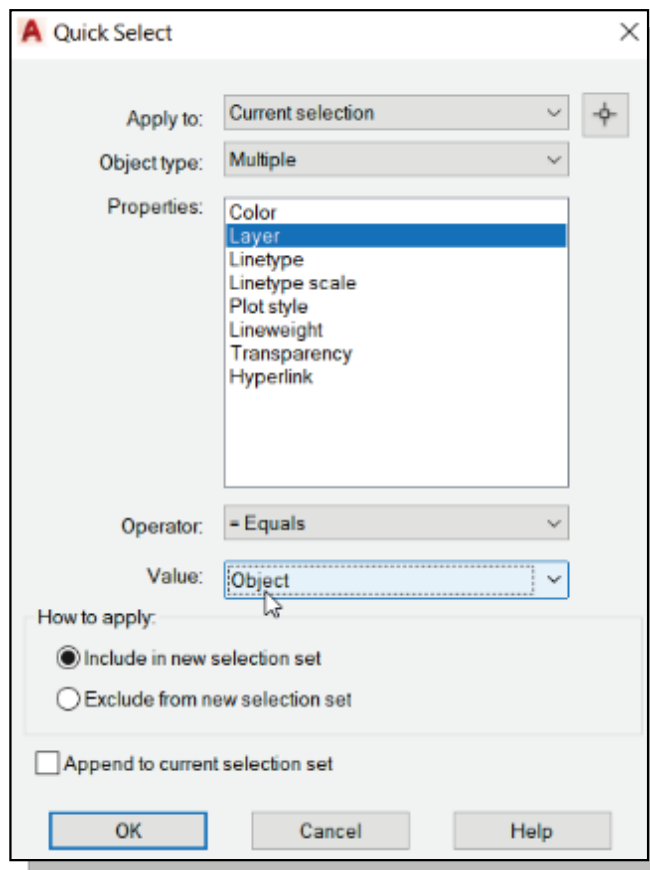 A Quick Select
Apply to: Current selection
Object type: Multiple
Properties:
Color
Layer
Linetype
Linetype scale
Plot style
Lineweight
Transparency
Hyperlink
Operator: = Equals
Value: Object
How to apply:
Include in new selection set
Exclude from new selection set
Append to current selection set
OK Cancel Help